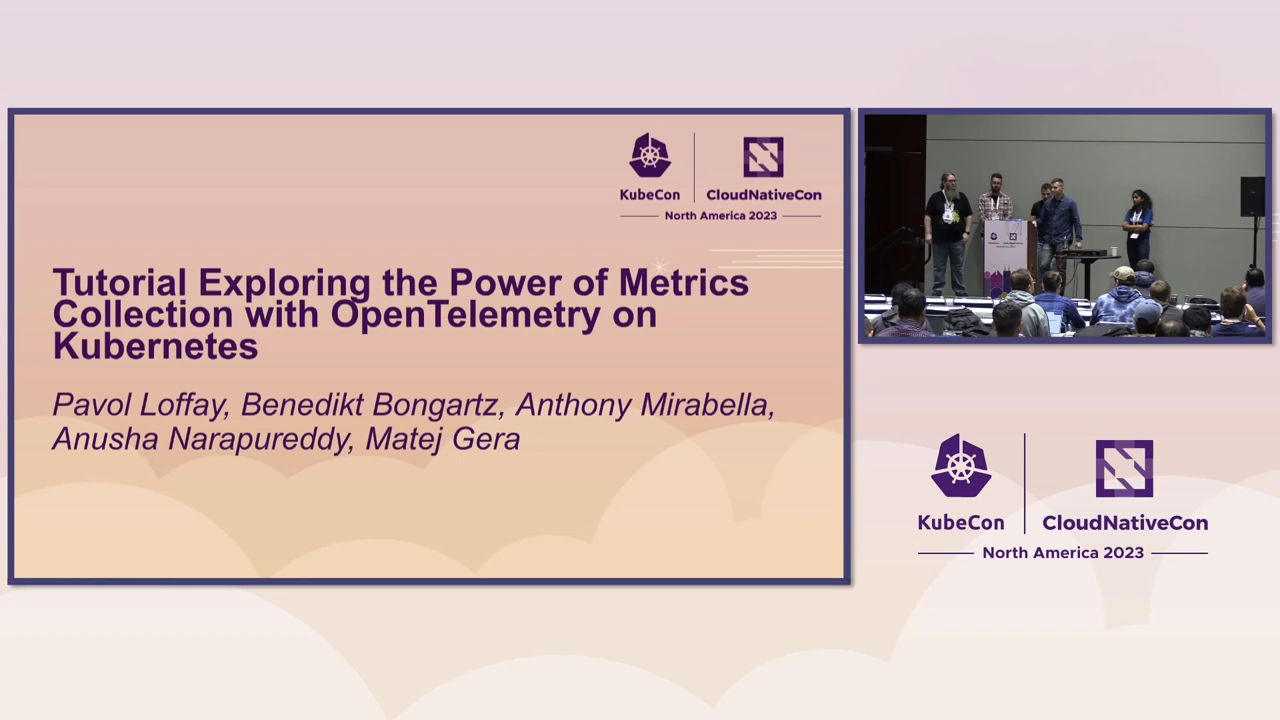 KubeCon
CloudNativeCon
North America 2023
Tutorial Exploring the Power of Metrics
Collection with OpenTelemetry on
Kubernetes
Pavol Loffay, Benedikt Bongartz, Anthony Mirabella,
Anusha Narapureddy, Matej Gera
KubeCon
CloudNativeCon
North America 2023